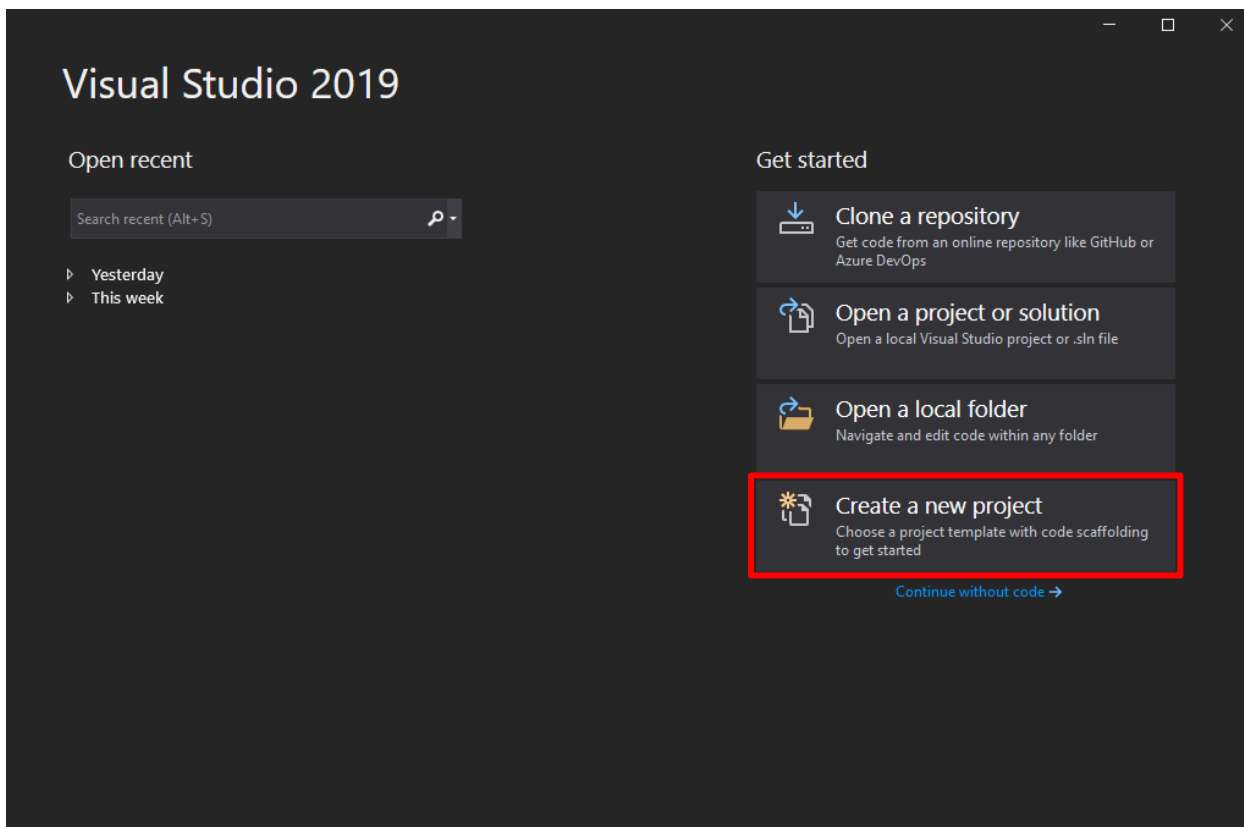 Visual Studio 2019
Open recent
Search recent (Alt+S)
Yesterday
This week
Get started
Clone a repository
Get code from an online repository like GitHub or
Azure DevOps
Open a project or solution
Open a local Visual Studio project or .sln file
Open a local folder
Navigate and edit code within any folder
Create a new project
Choose a project template with code scaffolding
to get started
Continue without code →